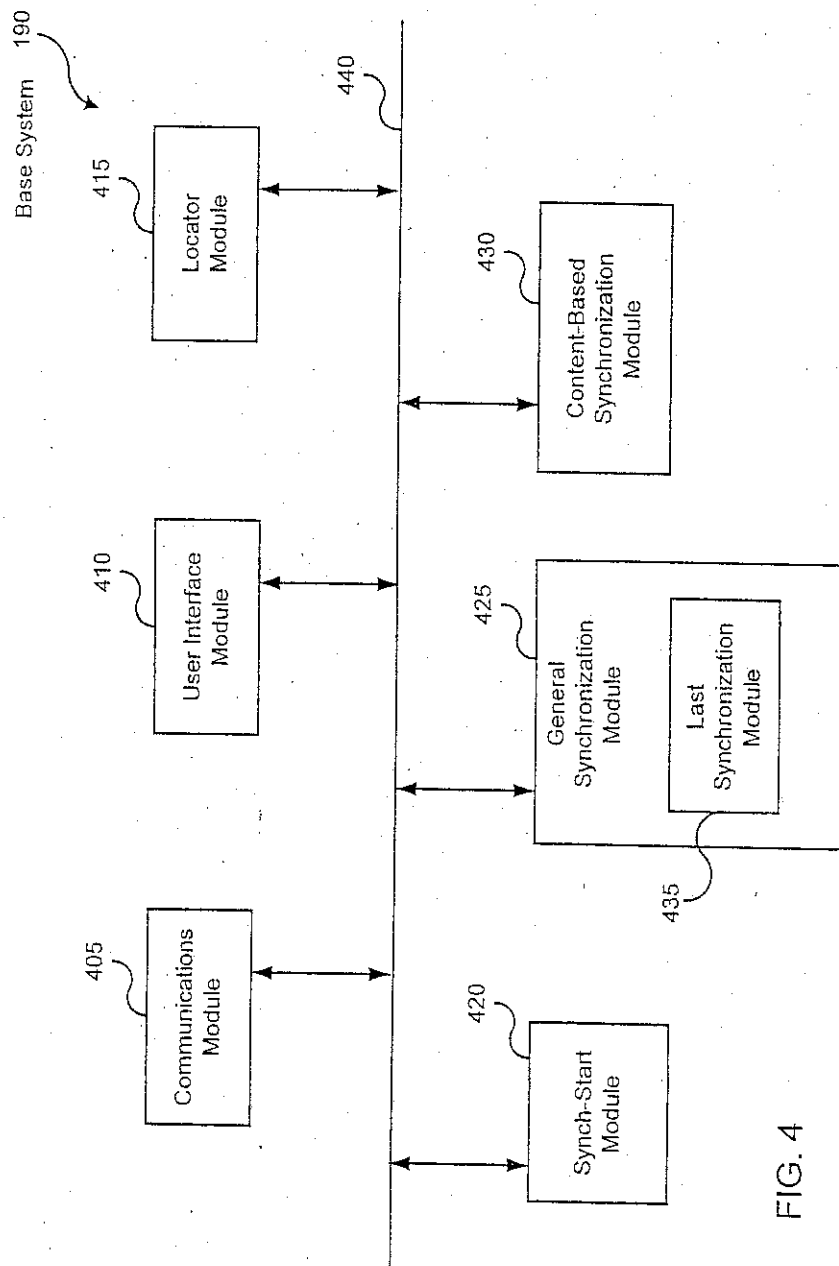 Base System 190
405
Communications
Module
410
User Interface
Module
415
Locator
Module
440
420
Synch-Start
Module
425
General
Synchronization
Module
Last
Synchronization
Module
435
430
Content-Based
Synchronization
Module
FIG. 4